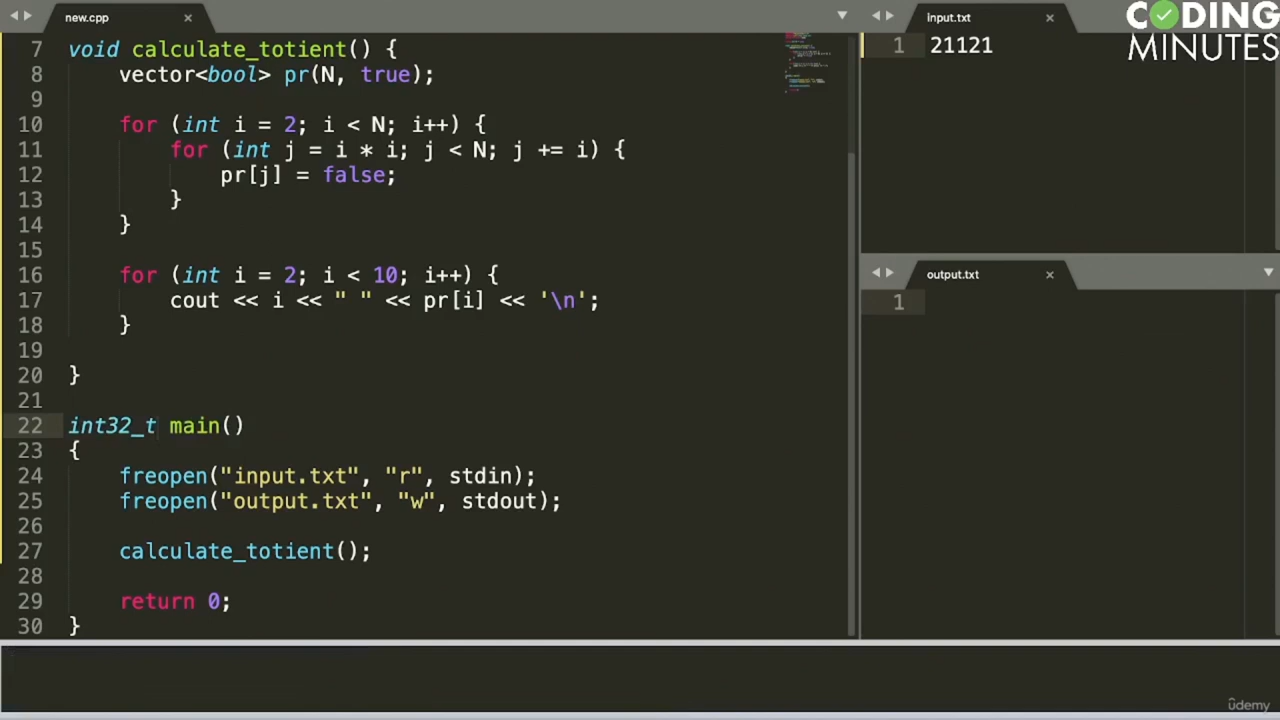 new.cpp
7 void calculate_totient() {
8 vector<bool> pr(N, true);
9
10 for (int i = 2; i < N; i++) {
11 for (int j = i * i; j < N; j += i) {
12 pr[j] = false;
13 }
14 }
15
16 for (int i = 2; i < 10; i++) {
17 cout << i << " " << pr[i] << '\n';
18 }
19
20 }
21
22 int32_t main()
23 {
24 freopen("input.txt", "r", stdin);
25 freopen("output.txt", "w", stdout);
26
27 calculate_totient();
28
29 return 0;
30 }
input.txt
1 21121
CODING
MINUTES
output.txt
1
ûdemy